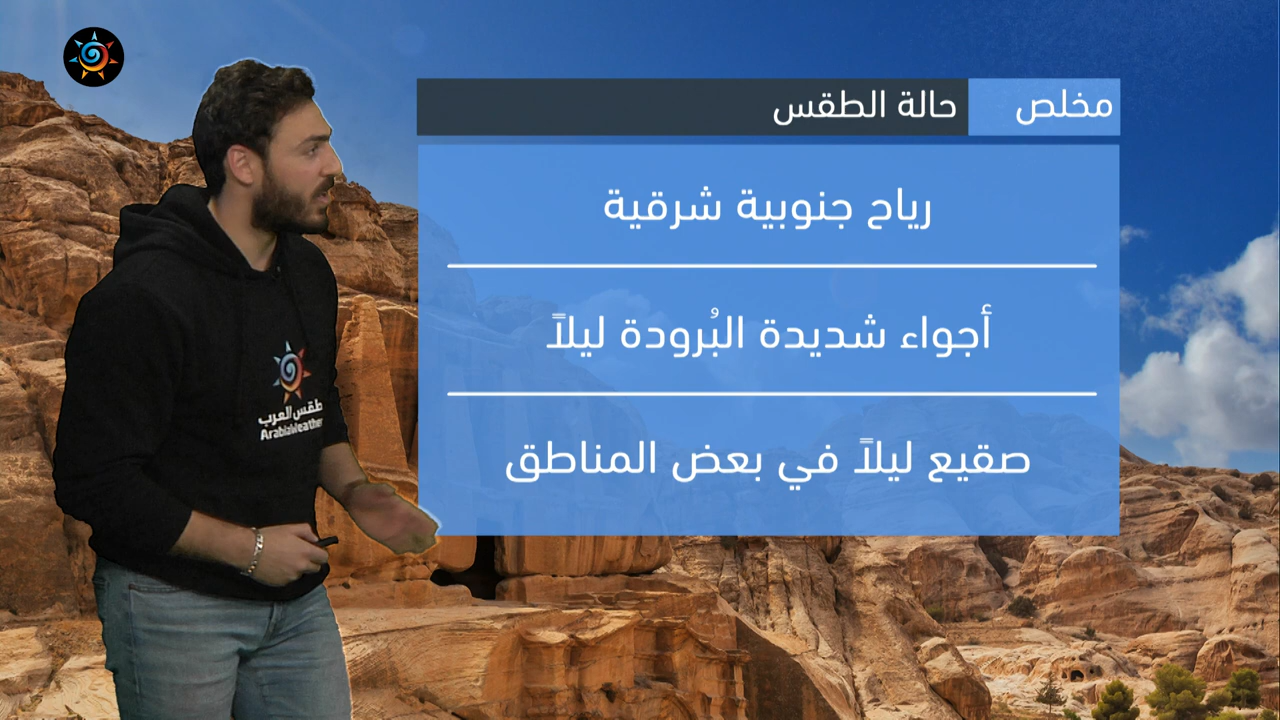 مخلص حالة الطقس
رياح جنوبية شرقية
أجواء شديدة البُرودة ليلاً
صقيع ليلاً في بعض المناطق
طقس العرب
ArabiaWeather